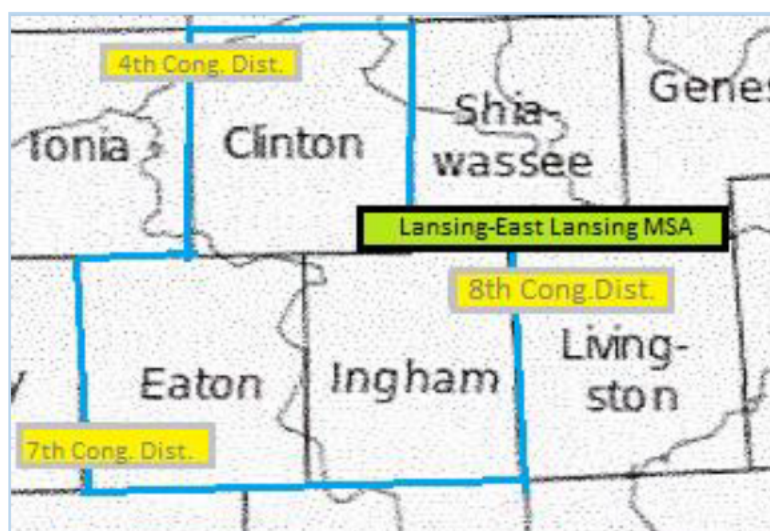 4th Cong. Dist.
Genes
Shia
wassee
Ionia
Clinton
Lansing-East Lansing MSA
8th Cong.Dist.
Living-
ston
Eaton
Ingham
y
7th Cong. Dist.